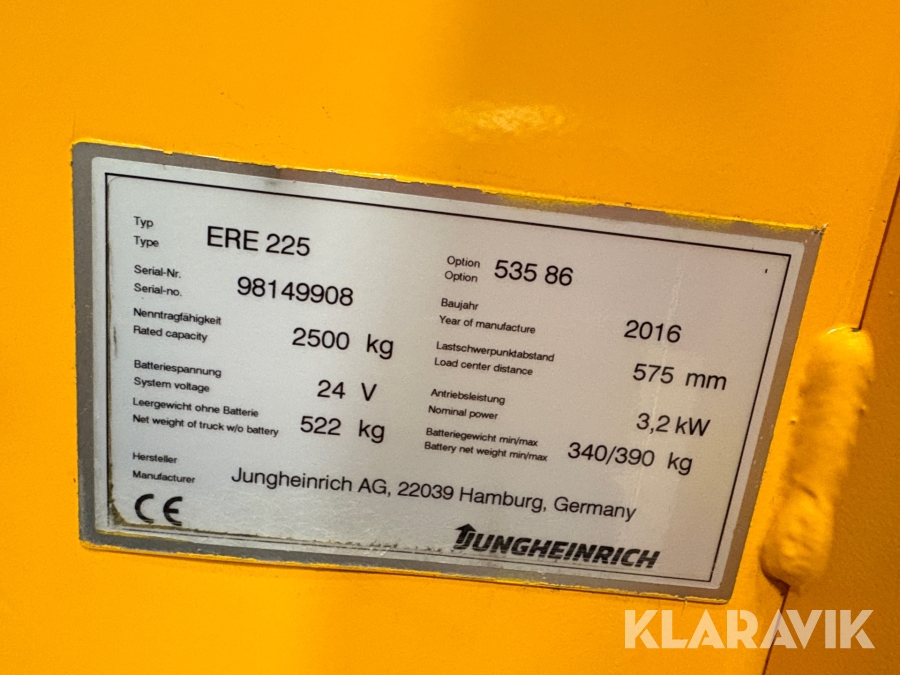 Typ
Type ERE 225
Serial-Nr.
Serial-no. 98149908
Nenntragfähigkeit
Rated capacity 2500 kg
Batteriespannung
System voltage 24 V
Leergewicht ohne Batterie
Net weight of truck w/o battery 522 kg
Option
Option 535 86
Baujahr
Year of manufacture 2016
Lastschwerpunktabstand
Load center distance 575 mm
Antriebsleistung
Nominal power 3,2 kW
Batteriegewicht min/max
Battery net weight min/max 340/390 kg
Hersteller
Manufacturer Jungheinrich AG, 22039 Hamburg, Germany
CE
JUNGHEINRICH
KLARAVIK